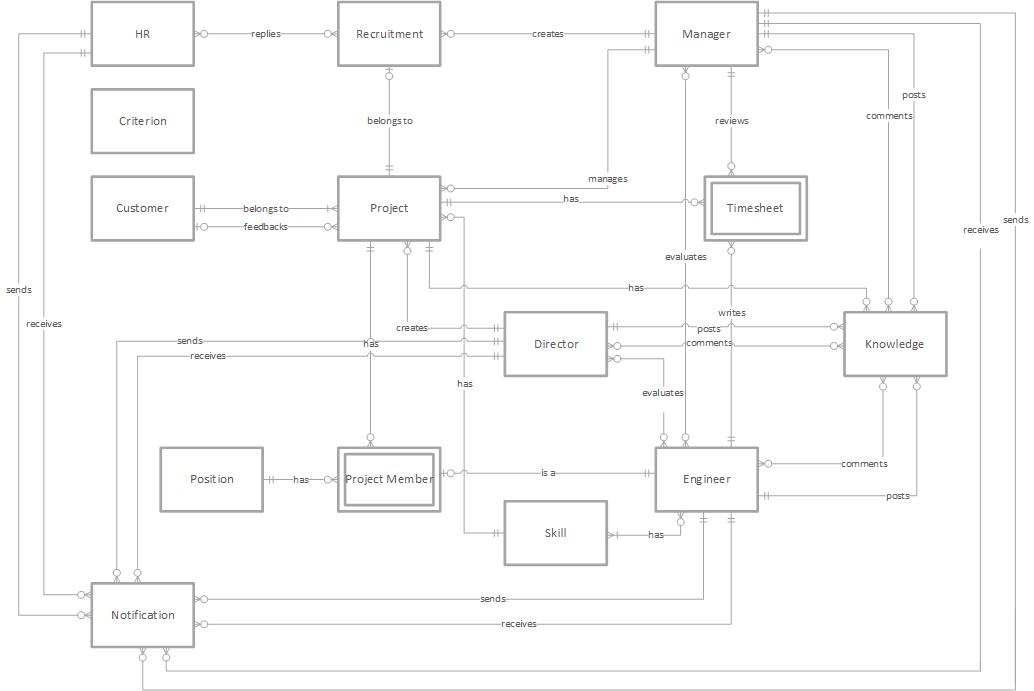 HR
replies
Recruitment
creates
Manager
posts
comments
Criterion
belongs to
reviews
manages
Customer
belongs to
feedbacks
Project
has
Timesheet
sends
receives
evaluates
sends
receives
has
writes
creates
sends
has
receives
Director
posts
comments
Knowledge
has
evaluates
comments
Position
has
Project Member
is a
Engineer
posts
Skill
has
sends
Notification
receives